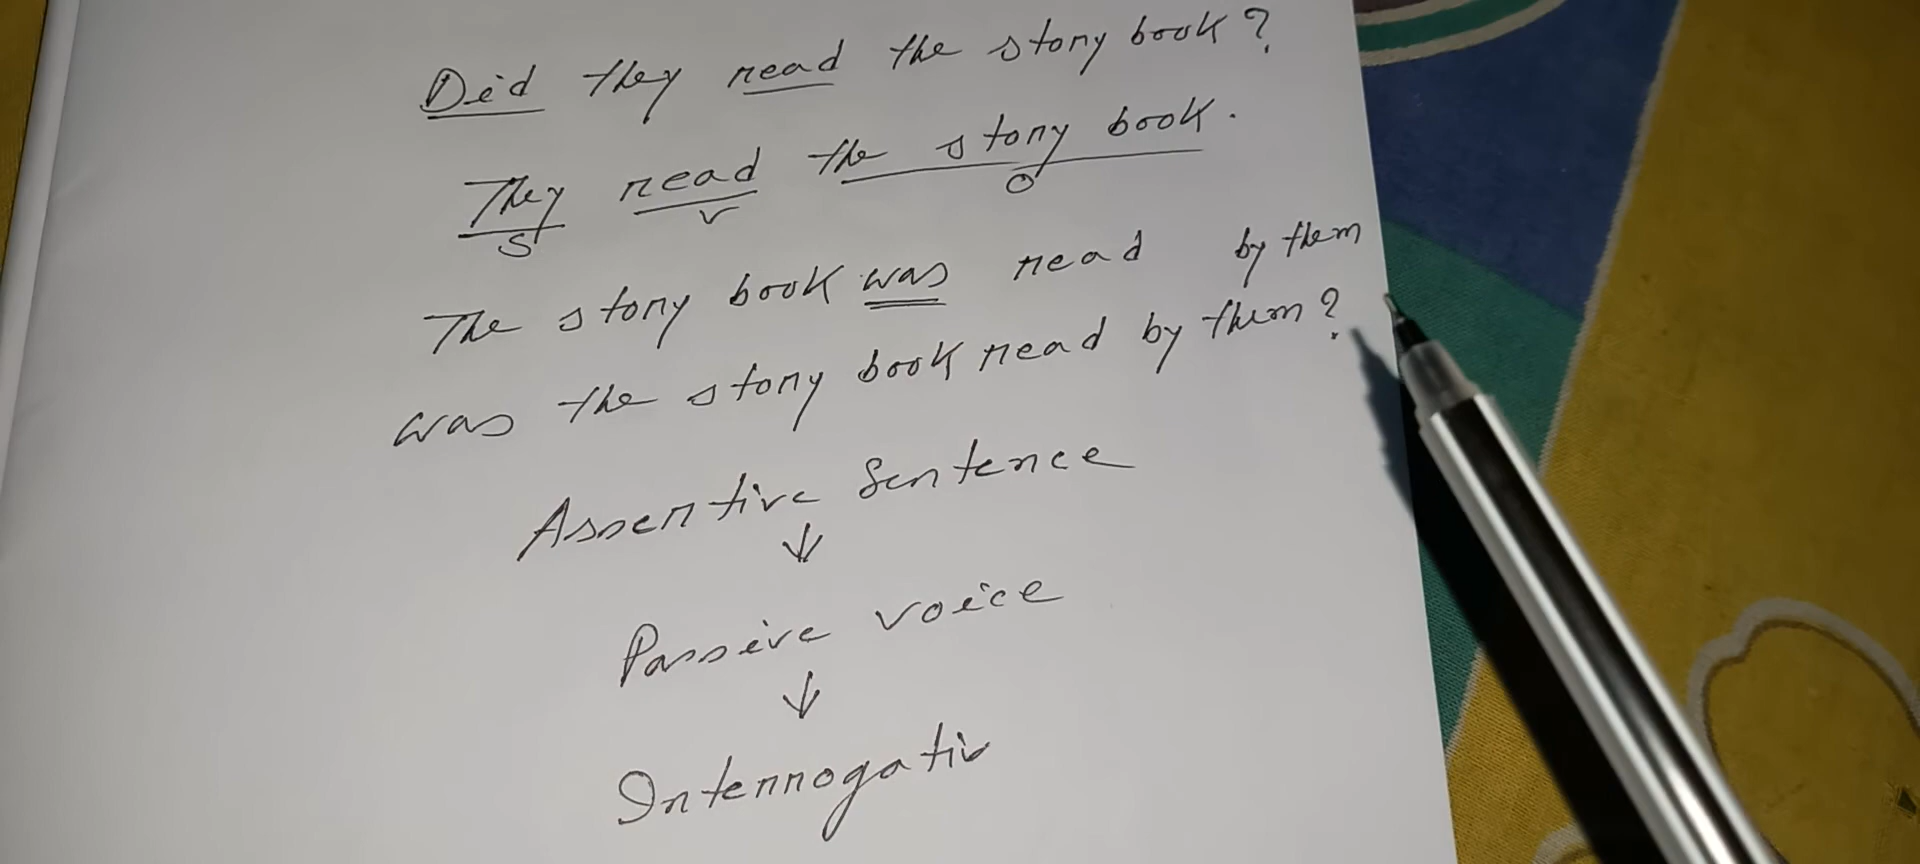 Did they read the story book?
They read the story book.
S V O
The story book was read by them
was the story book read by them?
Assertive Sentence
↓
Passive voice
↓
Interrogativ